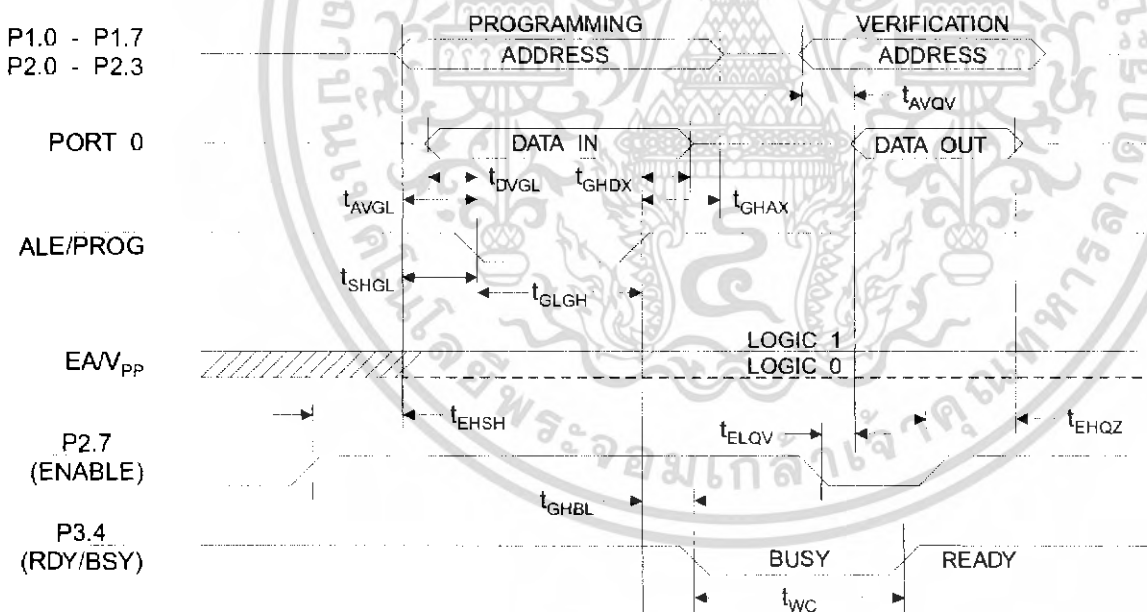 PROGRAMMING
VERIFICATION
P1.0 - P1.7
P2.0 - P2.3
ADDRESS
ADDRESS
tAVQV
PORT 0
DATA IN
DATA OUT
tDVGL
tGHDX
tAVGL
tGHAX
ALE/PROG
tSHGL
tGLGH
LOGIC 1
EA/VPP
LOGIC 0
tEHSH
tELQV
tEHQZ
P2.7
(ENABLE)
tGHBL
P3.4
(RDY/BSY)
BUSY
READY
tWC